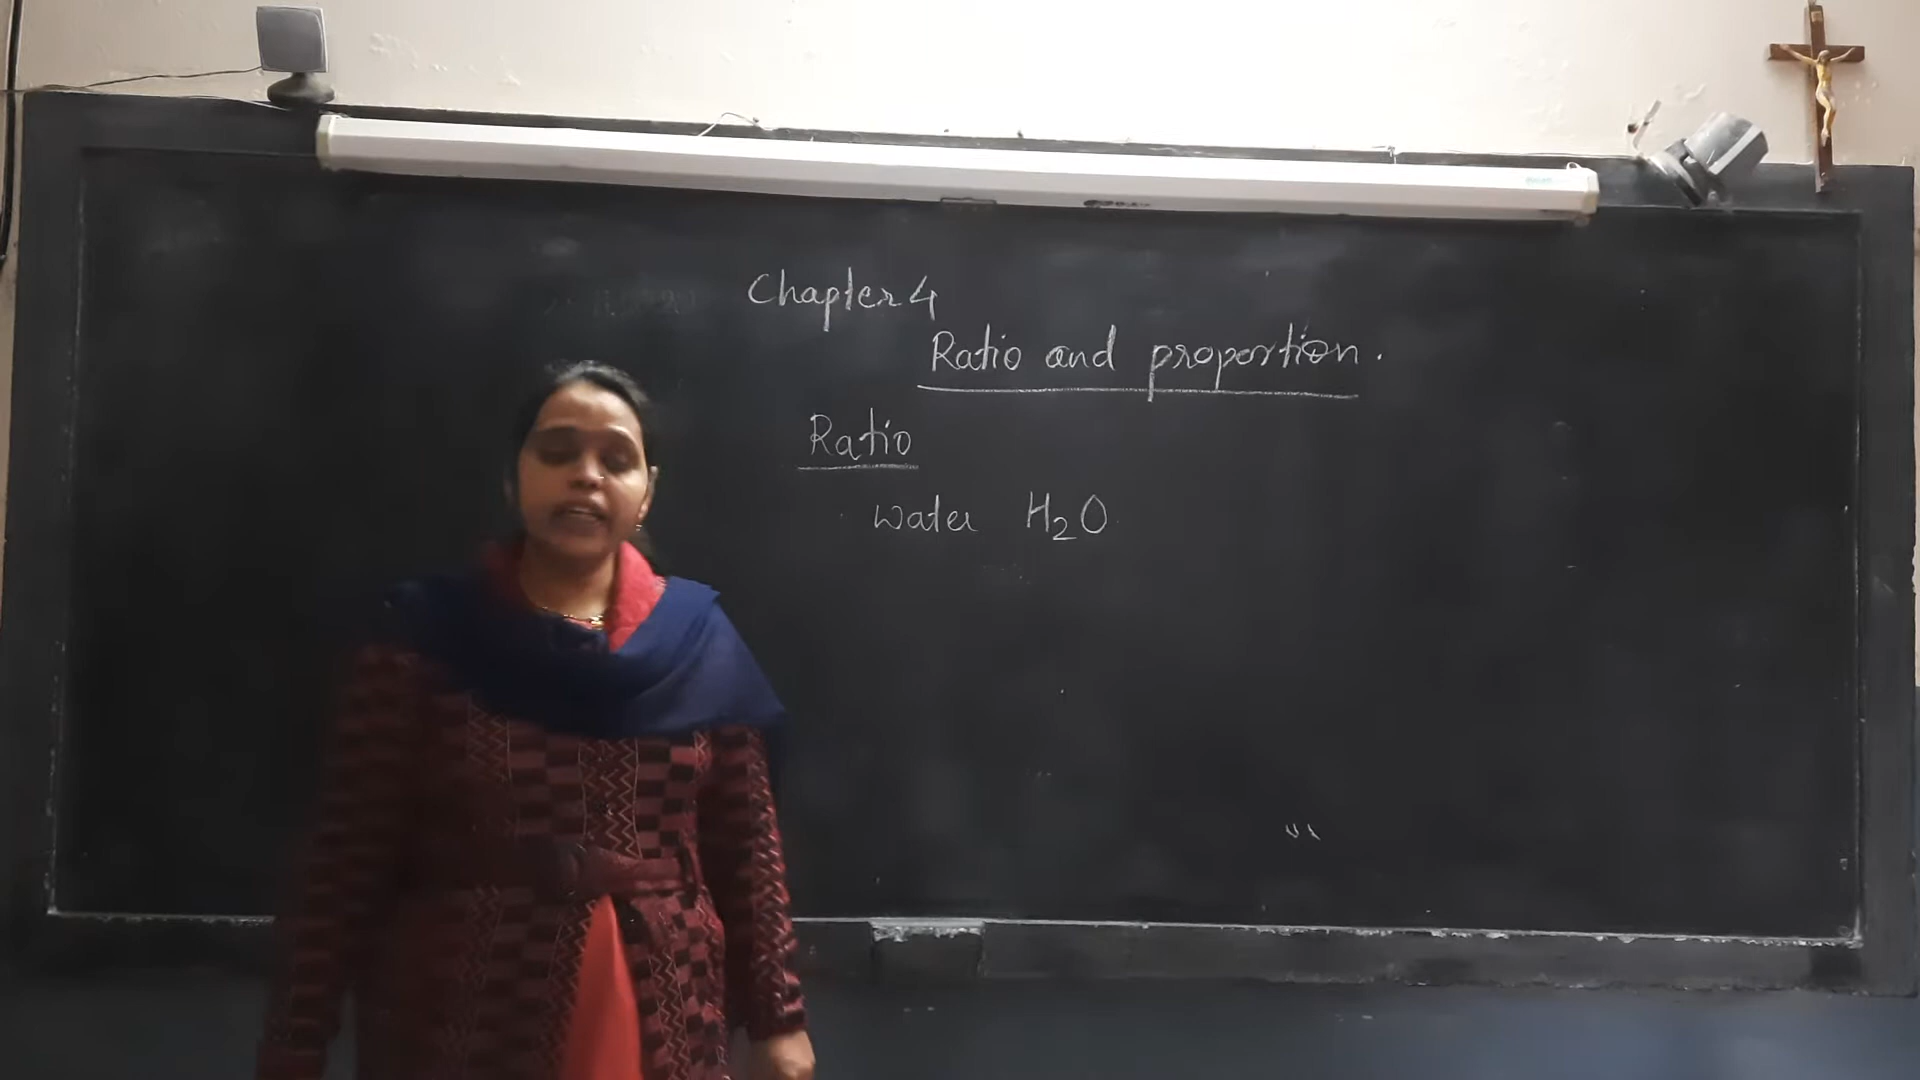 Chapter 4
Ratio and proportion.
Ratio
water H₂O